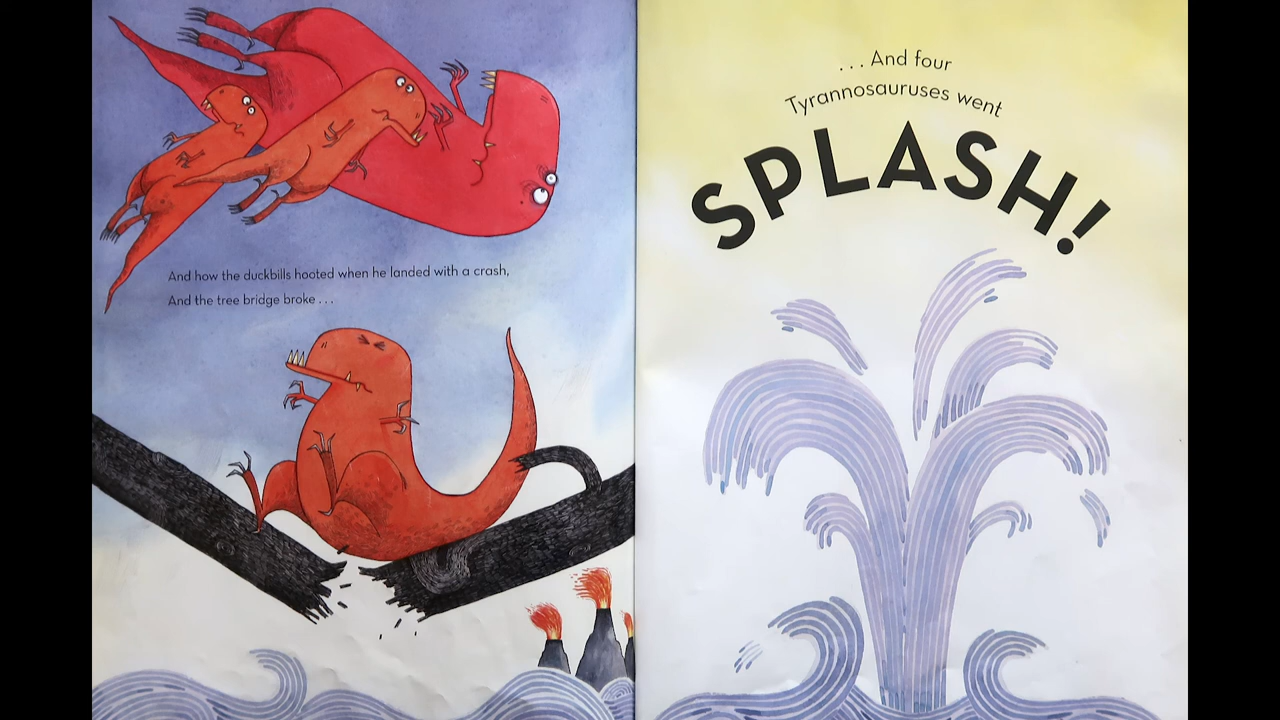 And how the duckbills hooted when he landed with a crash,
And the tree bridge broke . . .
. . . And four
Tyrannosauruses went
SPLASH!